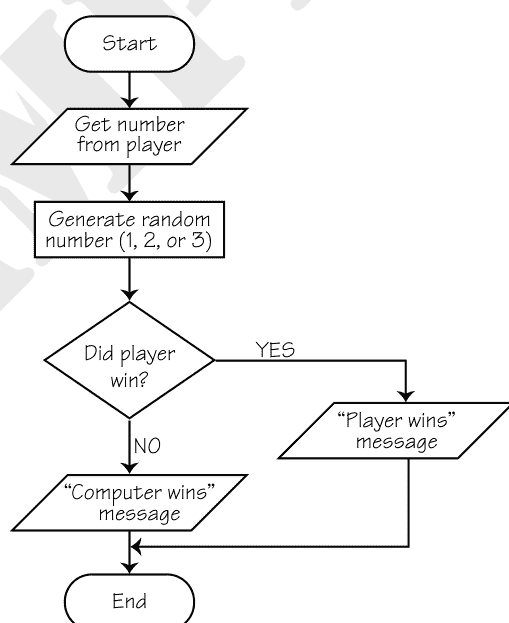 Start
Get number
from player
Generate random
number (1, 2, or 3)
Did player
win?
YES
"Player wins"
message
NO
"Computer wins"
message
End